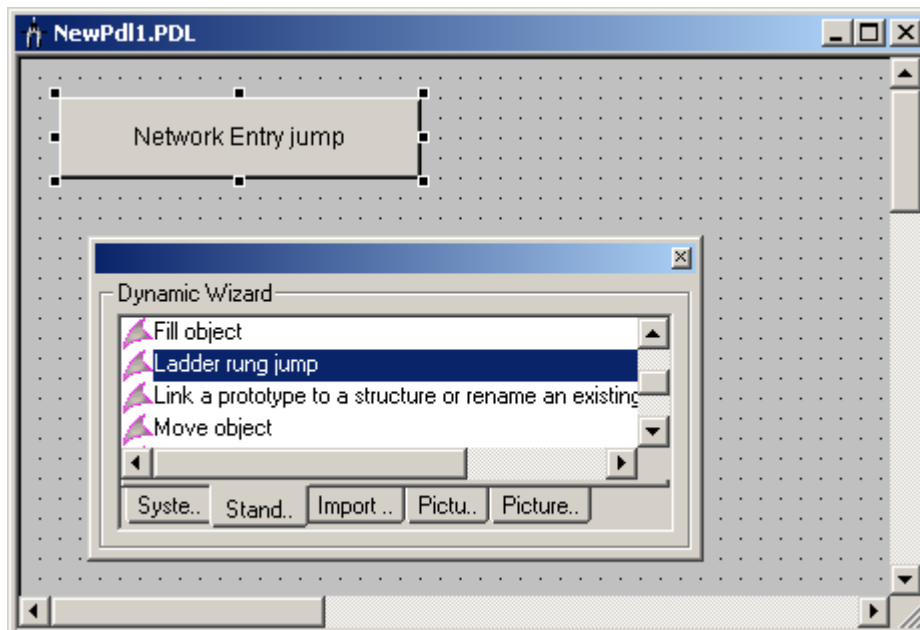 NewPdl1.PDL
Network Entry jump
Dynamic Wizard
Fill object
Ladder rung jump
Link a prototype to a structure or rename an existing
Move object
Syste.. Stand.. Import .. Pictu.. Picture..